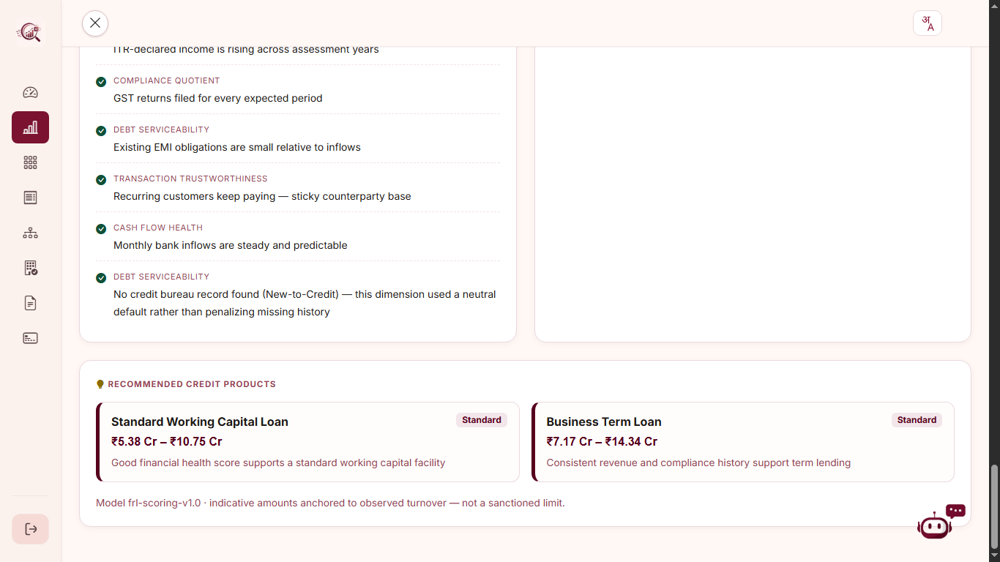 अ
A
ITR-declared income is rising across assessment years
COMPLIANCE QUOTIENT
GST returns filed for every expected period
DEBT SERVICEABILITY
Existing EMI obligations are small relative to inflows
TRANSACTION TRUSTWORTHINESS
Recurring customers keep paying — sticky counterparty base
CASH FLOW HEALTH
Monthly bank inflows are steady and predictable
DEBT SERVICEABILITY
No credit bureau record found (New-to-Credit) — this dimension used a neutral
default rather than penalizing missing history
RECOMMENDED CREDIT PRODUCTS
Standard Working Capital Loan
Standard
₹5.38 Cr – ₹10.75 Cr
Good financial health score supports a standard working capital facility
Business Term Loan
Standard
₹7.17 Cr – ₹14.34 Cr
Consistent revenue and compliance history support term lending
Model frl-scoring-v1.0 · indicative amounts anchored to observed turnover — not a sanctioned limit.